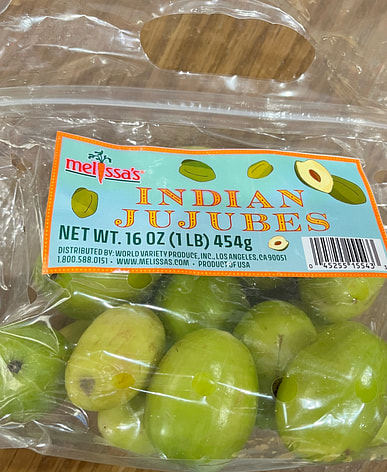 melissa's
INDIAN
JUJUBES
NET WT. 16 OZ (1 LB) 454g
DISTRIBUTED BY: WORLD VARIETY PRODUCE, INC., LOS ANGELES, CA 90051
1.800.588.0151 • WWW.MELISSAS.COM • PRODUCT OF USA
0 45255 15543